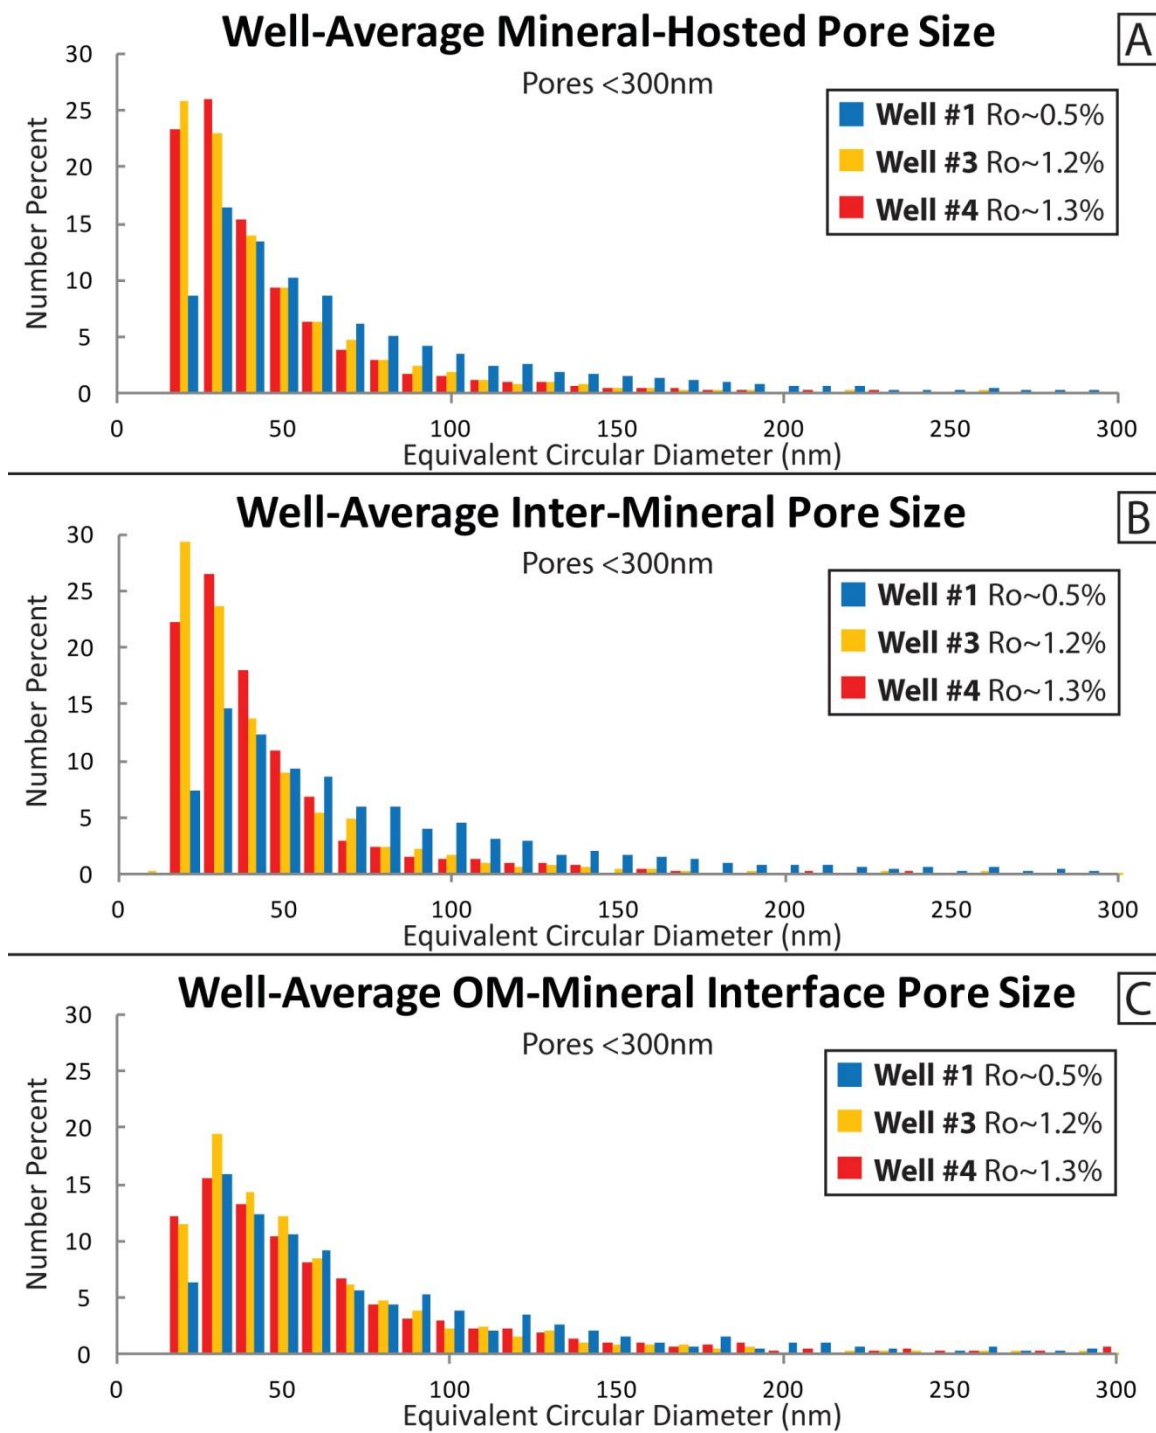 Well-Average Mineral-Hosted Pore Size
A
Pores <300nm
Number Percent
30
25
20
15
10
5
0
Well #1 Ro~0.5%
Well #3 Ro~1.2%
Well #4 Ro~1.3%
0 50 100 150 200 250 300
Equivalent Circular Diameter (nm)
Well-Average Inter-Mineral Pore Size
B
Pores <300nm
Number Percent
30
25
20
15
10
5
0
Well #1 Ro~0.5%
Well #3 Ro~1.2%
Well #4 Ro~1.3%
0 50 100 150 200 250 300
Equivalent Circular Diameter (nm)
Well-Average OM-Mineral Interface Pore Size
C
Pores <300nm
Number Percent
30
25
20
15
10
5
0
Well #1 Ro~0.5%
Well #3 Ro~1.2%
Well #4 Ro~1.3%
0 50 100 150 200 250 300
Equivalent Circular Diameter (nm)